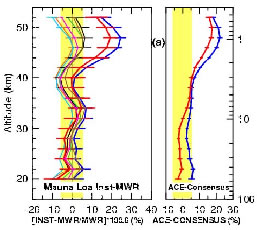 (a)
Altitude (km)
50
40
30
20
1
10
100
Mauna Loa Inst-MWR
ACE-Consensus
20 10 0 10 20 30 40
10 0 10 20 30
[INST-MWR/MWR]*100.0 (%)
ACE-CONSENSUS (%)